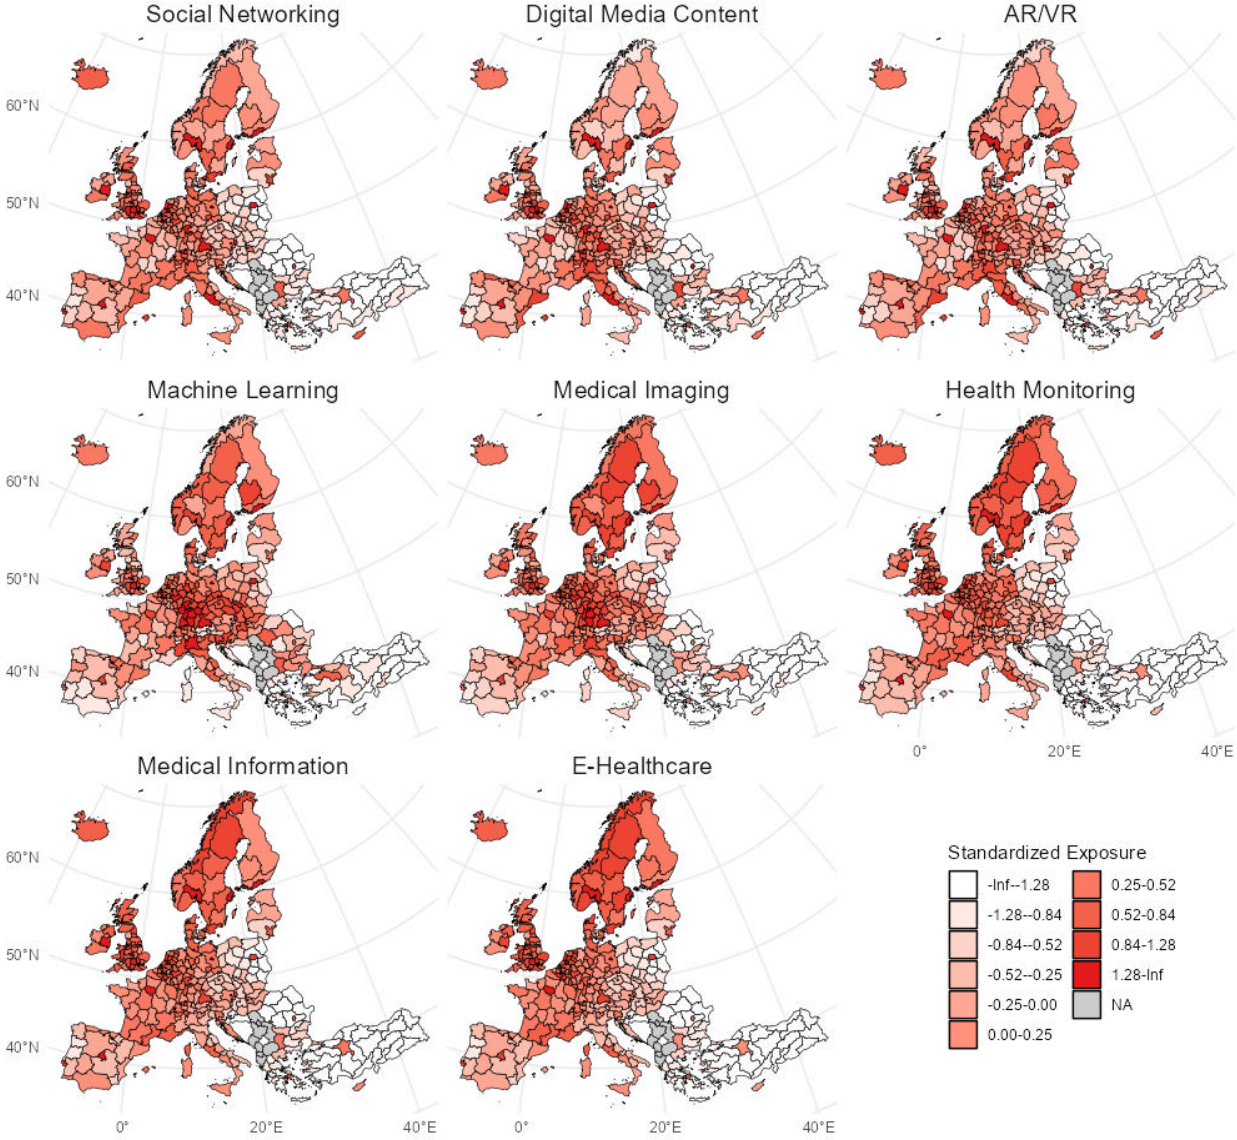 Social Networking
Digital Media Content
AR/VR
60°N
50°N
40°N
Machine Learning
Medical Imaging
Health Monitoring
60°N
50°N
40°N
0°
20°E
40°E
Medical Information
E-Healthcare
60°N
50°N
40°N
0°
20°E
40°E
0°
20°E
40°E
Standardized Exposure
-Inf--1.28
-1.28--0.84
-0.84--0.52
-0.52--0.25
-0.25-0.00
0.00-0.25
0.25-0.52
0.52-0.84
0.84-1.28
1.28-Inf
NA